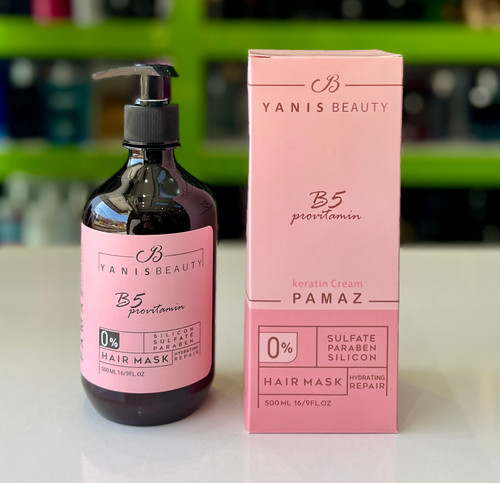 B
YANIS BEAUTY
B5
provitamin
0%
SILICON
SULFATE
PARABEN
HAIR MASK
HYDRATING
REPAIR
500 ML 16/9FL.OZ
B
YANIS BEAUTY
B5
provitamin
keratin Cream
PAMAZ
0%
SULFATE
PARABEN
SILICON
HAIR MASK
HYDRATING
REPAIR
500 ML 16/9FL.OZ